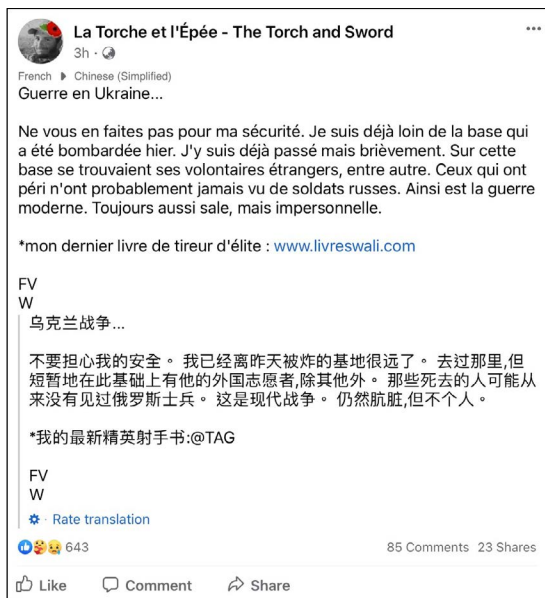 La Torche et l'Épée - The Torch and Sword
3h
French ▸ Chinese (Simplified)
Guerre en Ukraine...
Ne vous en faites pas pour ma sécurité. Je suis déjà loin de la base qui
a été bombardée hier. J'y suis déjà passé mais brièvement. Sur cette
base se trouvaient ses volontaires étrangers, entre autre. Ceux qui ont
péri n'ont probablement jamais vu de soldats russes. Ainsi est la guerre
moderne. Toujours aussi sale, mais impersonnelle.
*mon dernier livre de tireur d'élite : www.livreswali.com
FV
W
乌克兰战争...
不要担心我的安全。 我已经离昨天被炸的基地很远了。 去过那里,但
短暂地在此基础上有他的外国志愿者,除其他外。 那些死去的人可能从
来没有见过俄罗斯士兵。 这是现代战争。 仍然肮脏,但不个人。
*我的最新精英射手书:@TAG
FV
W
Rate translation
643
85 Comments 23 Shares
Like Comment Share